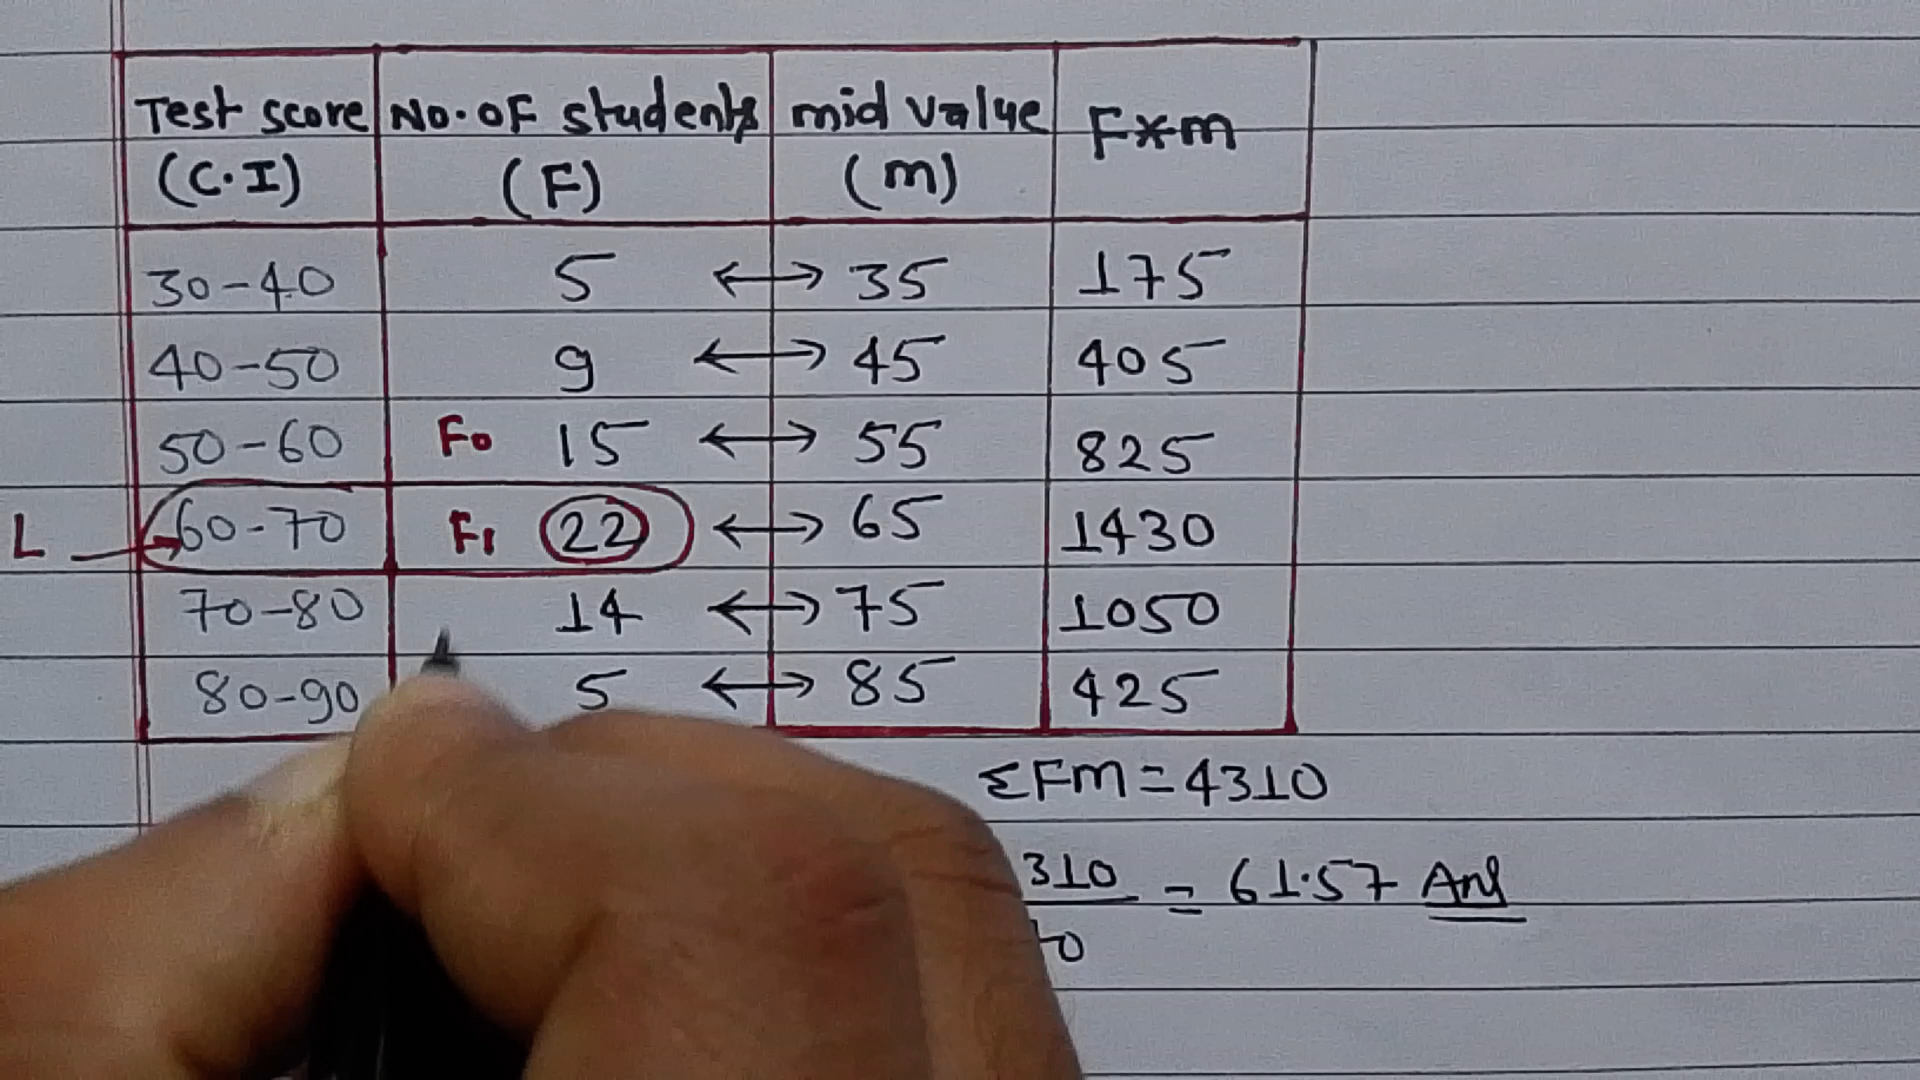 Test score No. of students mid value F×m
(C.I) (F) (m)
30-40 5 ↔ 35 175
40-50 9 ↔ 45 405
50-60 F0 15 ↔ 55 825
L → 60-70 F1 22 ↔ 65 1430
70-80 14 ↔ 75 1050
80-90 5 ↔ 85 425
ΣFm = 4310
310 = 61.57 Ans
0